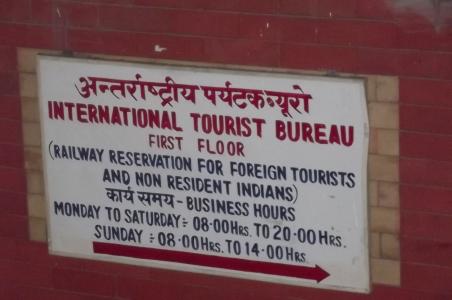 अन्तर्राष्ट्रीय पर्यटक ब्यूरो
INTERNATIONAL TOURIST BUREAU
FIRST FLOOR
(RAILWAY RESERVATION FOR FOREIGN TOURISTS
AND NON RESIDENT INDIANS)
कार्य समय - BUSINESS HOURS
MONDAY TO SATURDAY÷ 08·00HRS. TO 20·00HRS.
SUNDAY ÷ 08·00HRS. TO 14·00HRS.